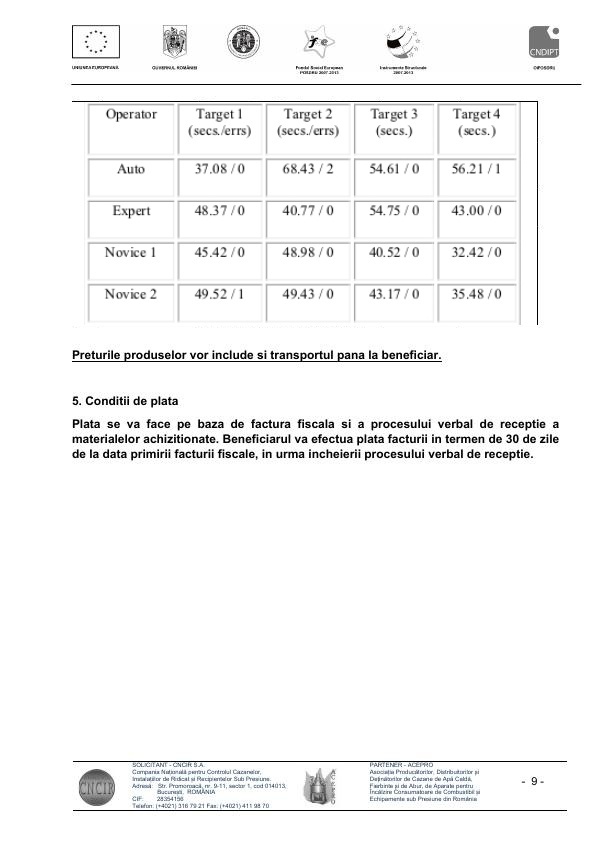 UNIUNEA EUROPEANĂ
GUVERNUL ROMÂNIEI
Fondul Social European
POSDRU 2007-2013
Instrumente Structurale
2007-2013
CNDIPT
OIPOSDRU
Operator Target 1 Target 2 Target 3 Target 4
(secs./errs) (secs./errs) (secs.) (secs.)
Auto 37.08 / 0 68.43 / 2 54.61 / 0 56.21 / 1
Expert 48.37 / 0 40.77 / 0 54.75 / 0 43.00 / 0
Novice 1 45.42 / 0 48.98 / 0 40.52 / 0 32.42 / 0
Novice 2 49.52 / 1 49.43 / 0 43.17 / 0 35.48 / 0
Preturile produselor vor include si transportul pana la beneficiar.
5. Conditii de plata
Plata se va face pe baza de factura fiscala si a procesului verbal de receptie a
materialelor achizitionate. Beneficiarul va efectua plata facturii in termen de 30 de zile
de la data primirii facturii fiscale, in urma incheierii procesului verbal de receptie.
CNCIR
SOLICITANT - CNCIR S.A.
Compania Națională pentru Controlul Cazanelor,
Instalațiilor de Ridicat și Recipientelor Sub Presiune.
Adresă: Str. Promoroacă, nr. 9-11, sector 1, cod 014013,
București, ROMÂNIA
CIF: 28354156
Telefon: (+4021) 316 79 21 Fax: (+4021) 411 98 70
PARTENER - ACEPRO
Asociația Producătorilor, Distribuitorilor și
Deținătorilor de Cazane de Apă Caldă,
Fierbinte și de Abur, de Aparate pentru
Încălzire Consumatoare de Combustibil și
Echipamente sub Presiune din România
- 9 -